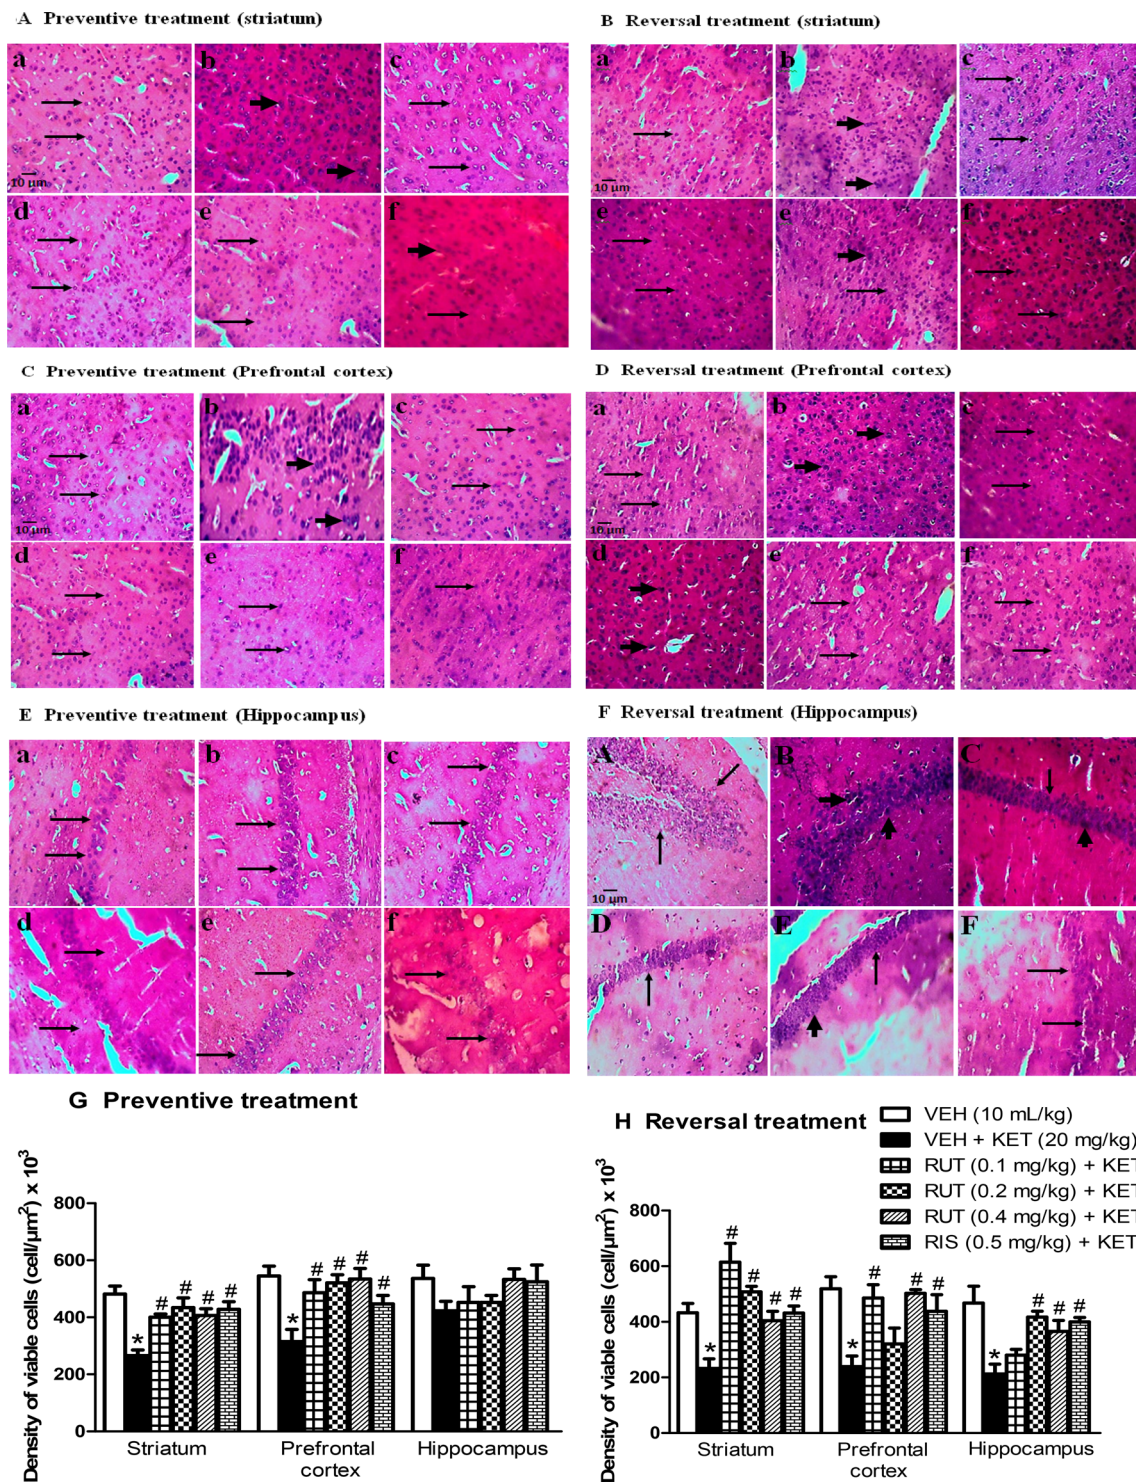 A Preventive treatment (striatum)
B Reversal treatment (striatum)
a
b
c
10 µm
d
e
f
a
b
c
10 µm
e
e
f
C Preventive treatment (Prefrontal cortex)
D Reversal treatment (Prefrontal cortex)
a
b
c
10 µm
d
e
f
a
b
c
10 µm
d
e
f
E Preventive treatment (Hippocampus)
F Reversal treatment (Hippocampus)
a
b
c
d
e
f
A
B
C
10 µm
D
E
F
G Preventive treatment
Density of viable cells (cell/µm²) x 10³
800
600
400
200
0
* # # # #
* # # # #
Striatum
Prefrontal
cortex
Hippocampus
H Reversal treatment
VEH (10 mL/kg)
VEH + KET (20 mg/kg)
RUT (0.1 mg/kg) + KET
RUT (0.2 mg/kg) + KET
RUT (0.4 mg/kg) + KET
RIS (0.5 mg/kg) + KET
Density of viable cells (cell/µm²) x 10³
800
600
400
200
0
* # # # #
* # # #
* # # #
Striatum
Prefrontal
cortex
Hippocampus